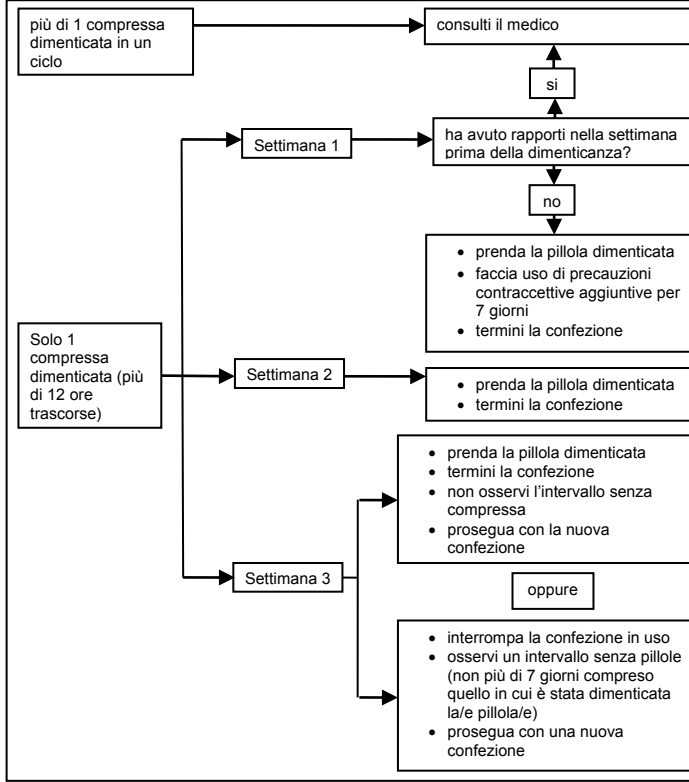 più di 1 compressa
dimenticata in un
ciclo
consulti il medico
si
Settimana 1
ha avuto rapporti nella settimana
prima della dimenticanza?
no
• prenda la pillola dimenticata
• faccia uso di precauzioni
contraccettive aggiuntive per
7 giorni
• termini la confezione
Solo 1
compressa
dimenticata (più
di 12 ore
trascorse)
Settimana 2
• prenda la pillola dimenticata
• termini la confezione
• prenda la pillola dimenticata
• termini la confezione
• non osservi l'intervallo senza
compressa
• prosegua con la nuova
confezione
Settimana 3
oppure
• interrompa la confezione in uso
• osservi un intervallo senza pillole
(non più di 7 giorni compreso
quello in cui è stata dimenticata
la/e pillola/e)
• prosegua con una nuova
confezione